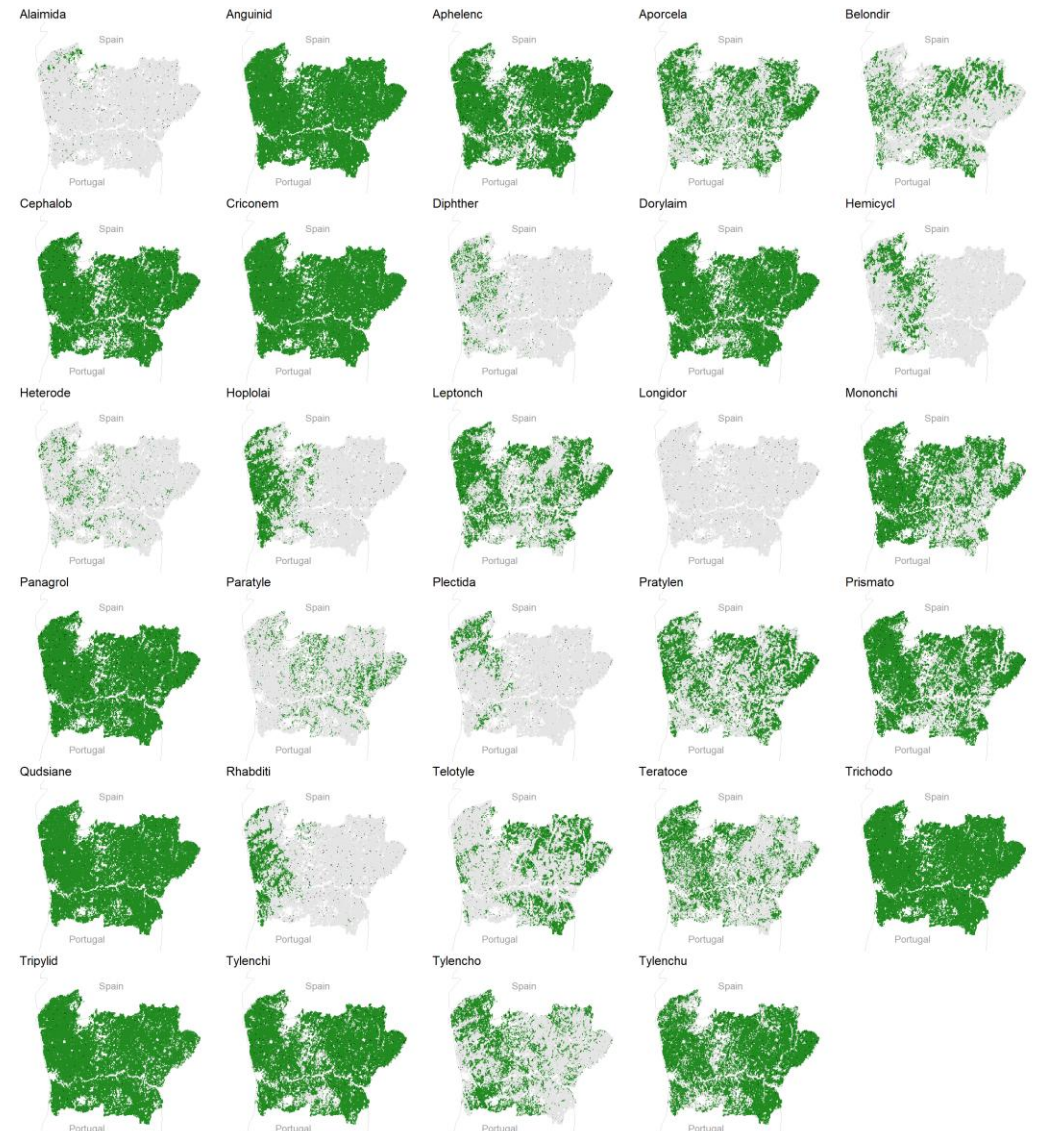 Alaimida Anguinid Aphelenc Aporcela Belondir
Spain Spain Spain Spain Spain
Portugal Portugal Portugal Portugal Portugal
Cephalob Criconem Diphther Dorylaim Hemicycl
Spain Spain Spain Spain Spain
Portugal Portugal Portugal Portugal Portugal
Heterode Hoplolai Leptonch Longidor Mononchi
Spain Spain Spain Spain Spain
Portugal Portugal Portugal Portugal Portugal
Panagrol Paratyle Plectida Pratylen Prismato
Spain Spain Spain Spain Spain
Portugal Portugal Portugal Portugal Portugal
Qudsiane Rhabditi Telotyle Teratoce Trichodo
Spain Spain Spain Spain Spain
Portugal Portugal Portugal Portugal Portugal
Tripylid Tylenchi Tylencho Tylenchu
Spain Spain Spain Spain
Portugal Portugal Portugal Portugal